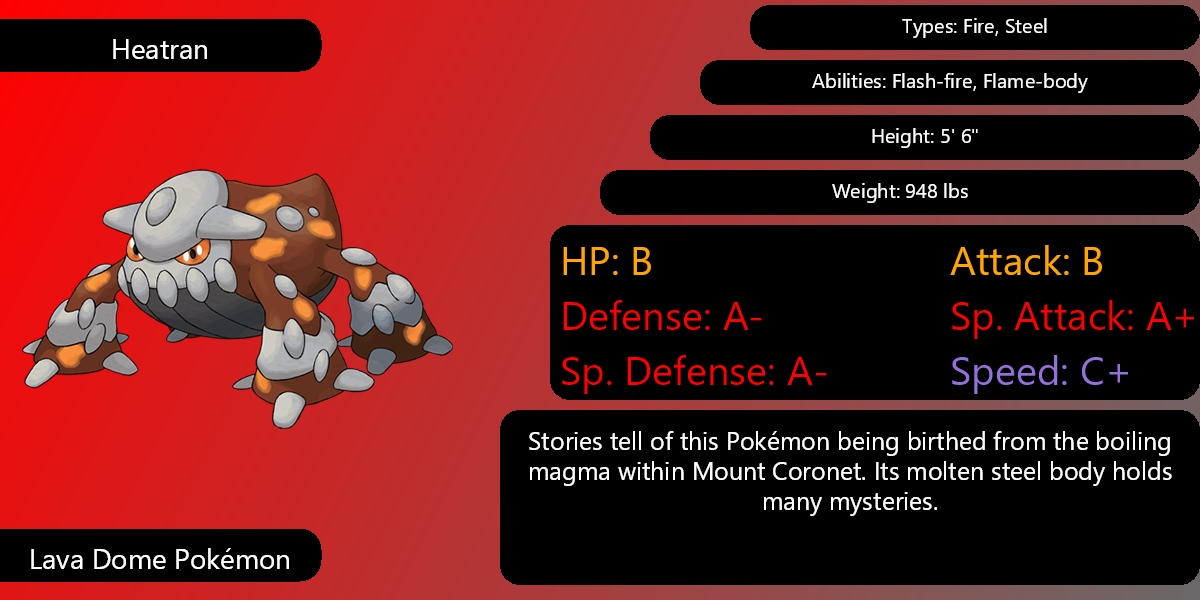 Heatran
Types: Fire, Steel
Abilities: Flash-fire, Flame-body
Height: 5' 6"
Weight: 948 lbs
HP: B
Attack: B
Defense: A-
Sp. Attack: A+
Sp. Defense: A-
Speed: C+
Stories tell of this Pokémon being birthed from the boiling
magma within Mount Coronet. Its molten steel body holds
many mysteries.
Lava Dome Pokémon